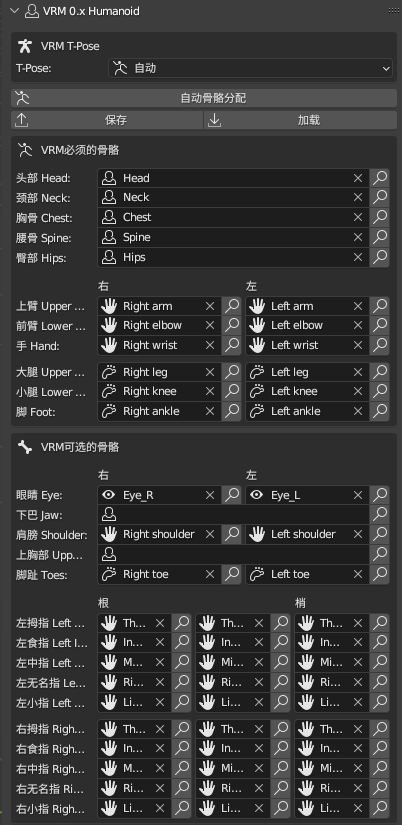 VRM 0.x Humanoid
VRM T-Pose
T-Pose: 自动
自动骨骼分配
保存 加载
VRM必须的骨骼
头部 Head: Head
颈部 Neck: Neck
胸骨 Chest: Chest
腰骨 Spine: Spine
臀部 Hips: Hips
右 左
上臂 Upper ... Right arm Left arm
前臂 Lower ... Right elbow Left elbow
手 Hand: Right wrist Left wrist
大腿 Upper ... Right leg Left leg
小腿 Lower ... Right knee Left knee
脚 Foot: Right ankle Left ankle
VRM可选的骨骼
右 左
眼睛 Eye: Eye_R Eye_L
下巴 Jaw:
肩膀 Shoulder: Right shoulder Left shoulder
上胸部 Upp...
脚趾 Toes: Right toe Left toe
根 梢
左拇指 Left ... Th... Th... Th...
左食指 Left I... In... In... In...
左中指 Left ... M... Mi... Mi...
左无名指 Le... Ri... Ri... Ri...
左小指 Left ... Li... Li... Li...
右拇指 Righ... Th... Th... Th...
右食指 Righ... In... In... In...
右中指 Righ... M... Mi... Mi...
右无名指 Ri... Ri... Ri... Ri...
右小指 Righ... Li... Li... Li...